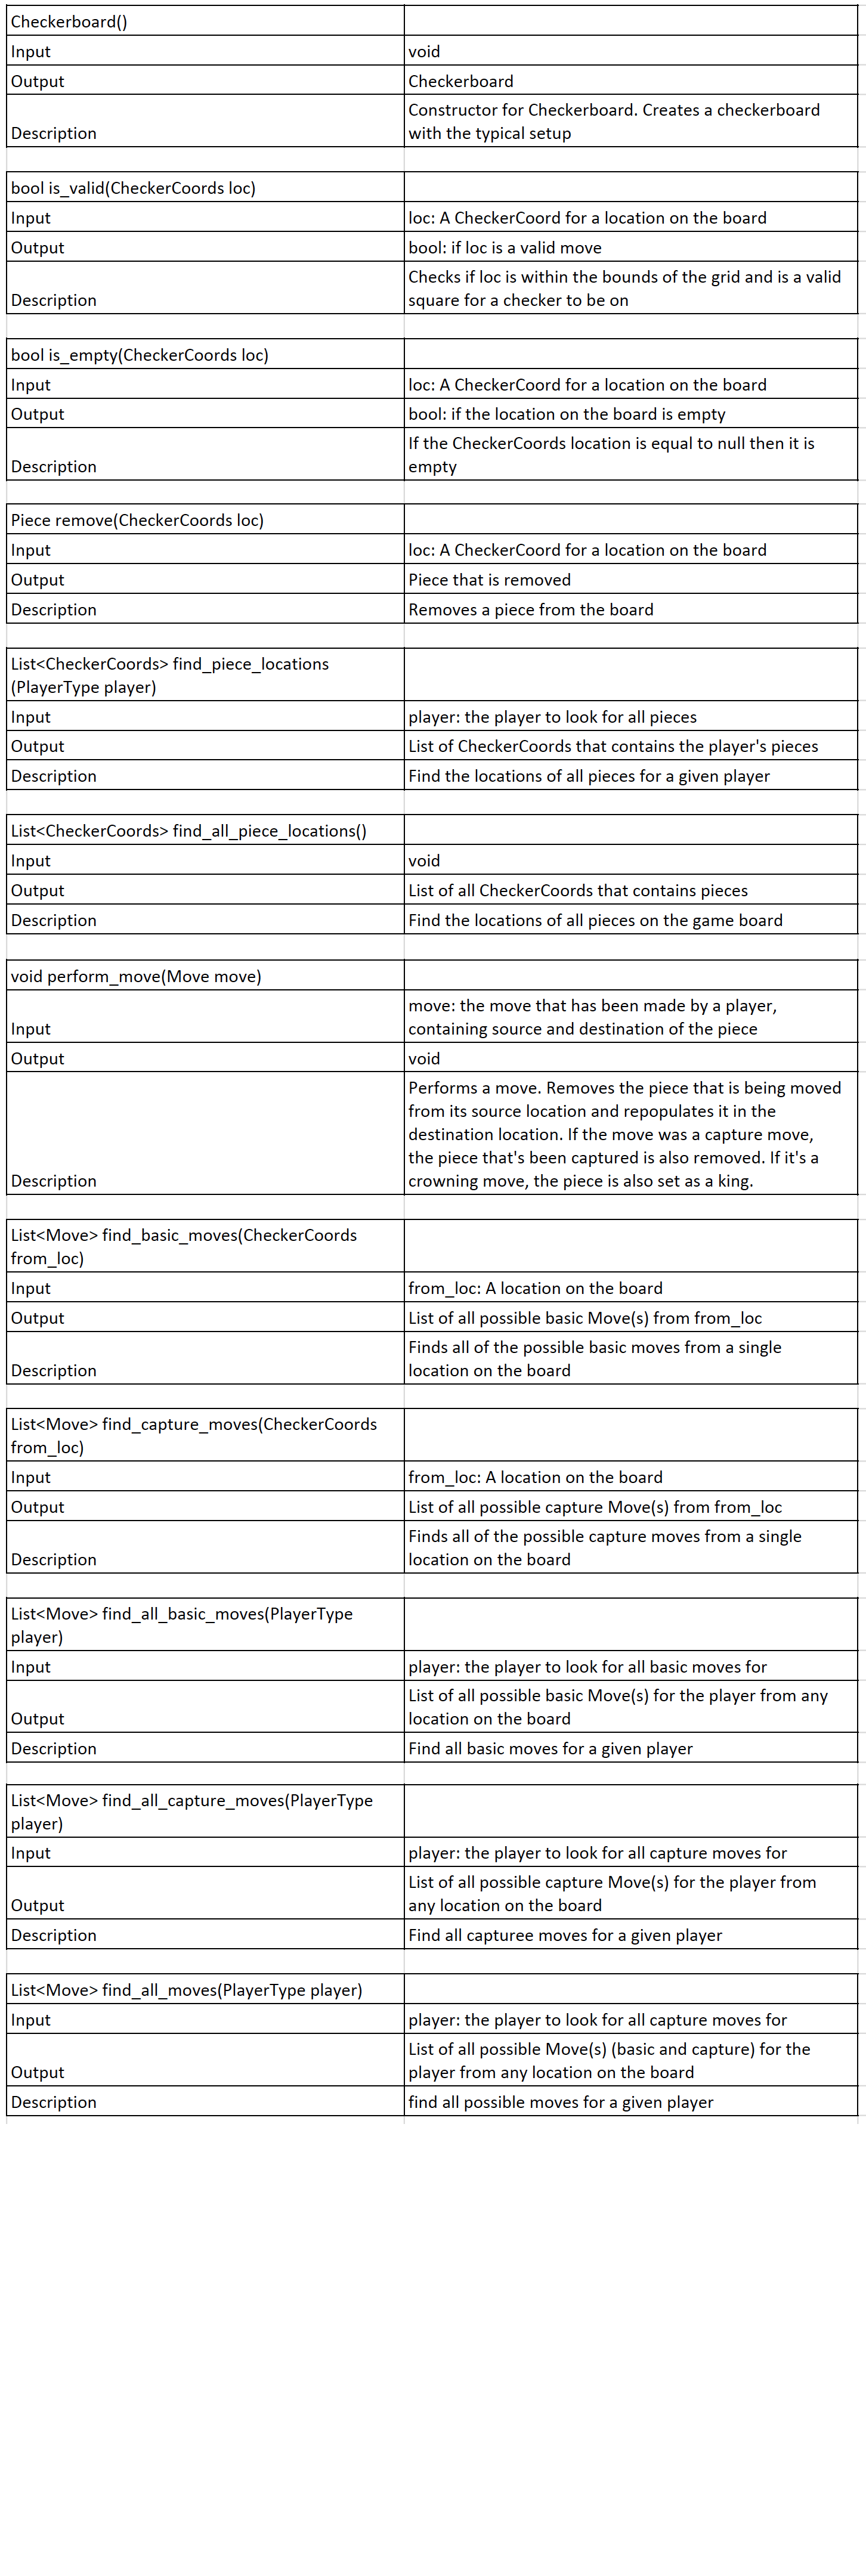 Checkerboard()
Input
void
Output
Checkerboard
Constructor for Checkerboard. Creates a checkerboard
with the typical setup
Description
bool is_valid(CheckerCoords loc)
Input
loc: A CheckerCoord for a location on the board
Output
bool: if loc is a valid move
Checks if loc is within the bounds of the grid and is a valid
square for a checker to be on
Description
bool is_empty(CheckerCoords loc)
Input
loc: A CheckerCoord for a location on the board
Output
bool: if the location on the board is empty
If the CheckerCoords location is equal to null then it is
empty
Description
Piece remove(CheckerCoords loc)
Input
loc: A CheckerCoord for a location on the board
Output
Piece that is removed
Description
Removes a piece from the board
List<CheckerCoords> find_piece_locations
(PlayerType player)
Input
player: the player to look for all pieces
Output
List of CheckerCoords that contains the player's pieces
Description
Find the locations of all pieces for a given player
List<CheckerCoords> find_all_piece_locations()
Input
void
Output
List of all CheckerCoords that contains pieces
Description
Find the locations of all pieces on the game board
void perform_move(Move move)
move: the move that has been made by a player,
containing source and destination of the piece
Input
Output
void
Performs a move. Removes the piece that is being moved
from its source location and repopulates it in the
destination location. If the move was a capture move,
the piece that's been captured is also removed. If it's a
crowning move, the piece is also set as a king.
Description
List<Move> find_basic_moves(CheckerCoords
from_loc)
Input
from_loc: A location on the board
Output
List of all possible basic Move(s) from from_loc
Finds all of the possible basic moves from a single
location on the board
Description
List<Move> find_capture_moves(CheckerCoords
from_loc)
Input
from_loc: A location on the board
Output
List of all possible capture Move(s) from from_loc
Finds all of the possible capture moves from a single
location on the board
Description
List<Move> find_all_basic_moves(PlayerType
player)
Input
player: the player to look for all basic moves for
List of all possible basic Move(s) for the player from any
location on the board
Output
Description
Find all basic moves for a given player
List<Move> find_all_capture_moves(PlayerType
player)
Input
player: the player to look for all capture moves for
List of all possible capture Move(s) for the player from
any location on the board
Output
Description
Find all capturee moves for a given player
List<Move> find_all_moves(PlayerType player)
Input
player: the player to look for all capture moves for
List of all possible Move(s) (basic and capture) for the
player from any location on the board
Output
Description
find all possible moves for a given player